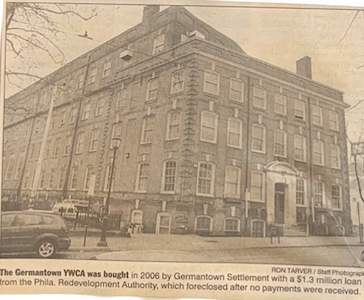 RON TARVER / Staff Photograph
The Germantown YWCA was bought in 2006 by Germantown Settlement with a $1.3 million loan
from the Phila. Redevelopment Authority, which foreclosed after no payments were received.